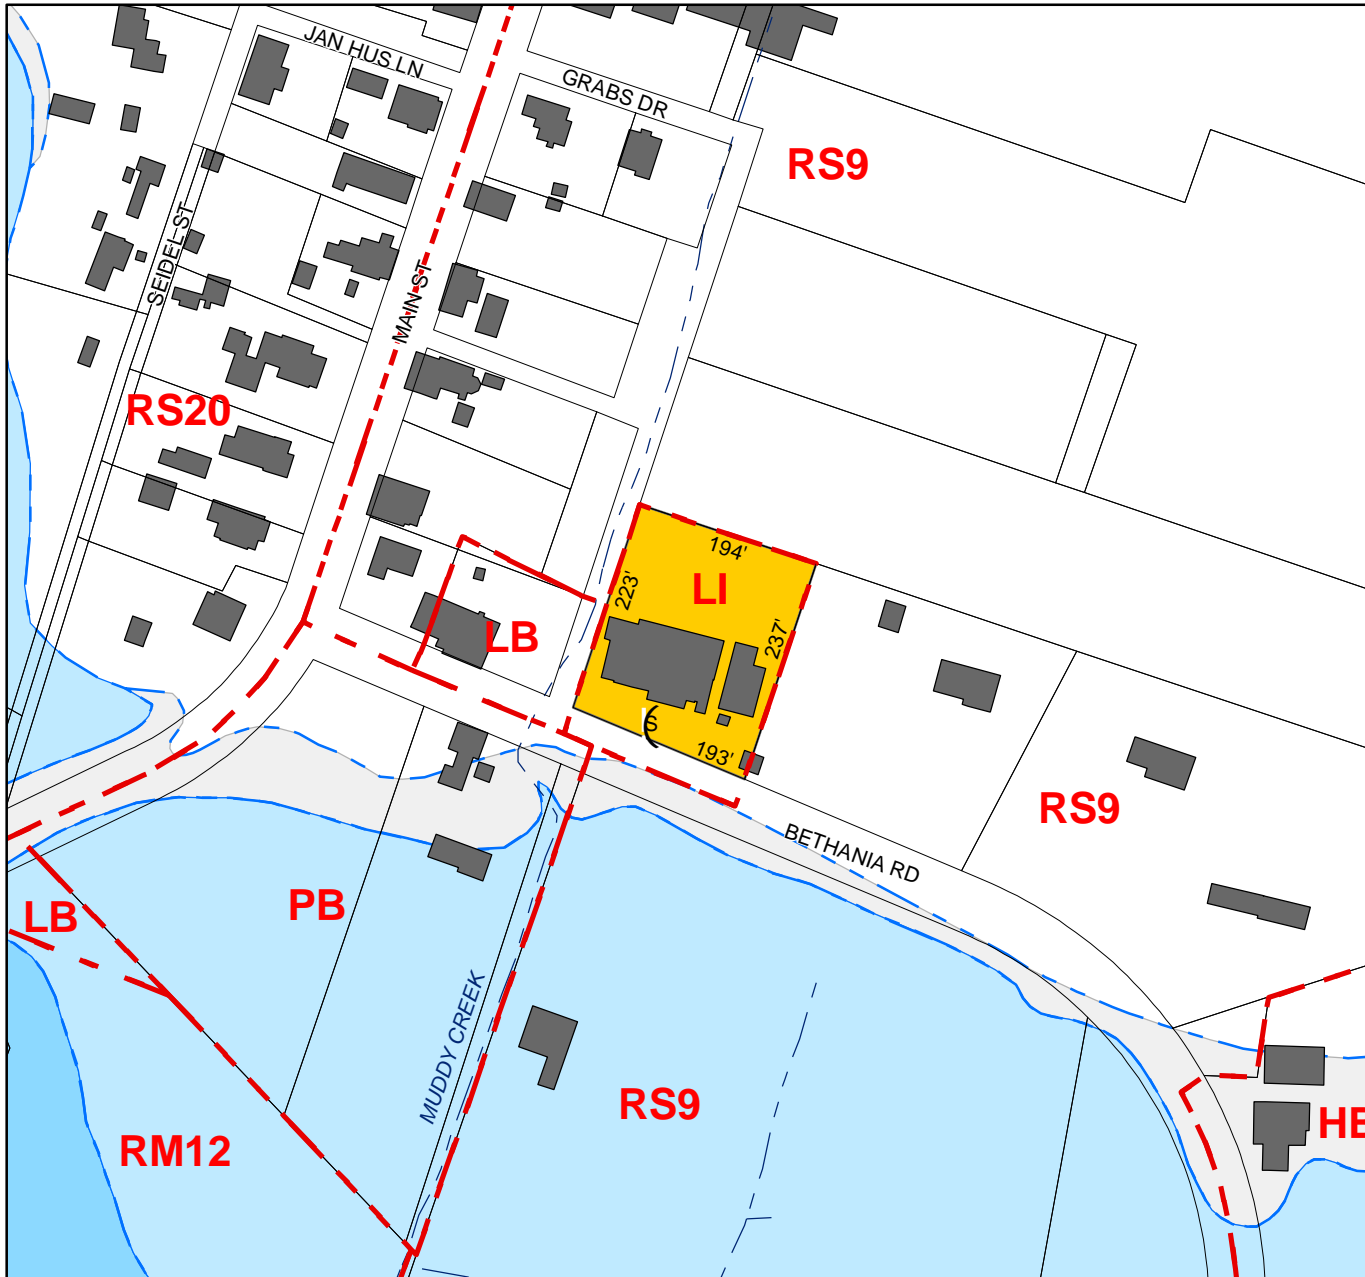 JAN HUS LN
GRABS DR
RS9
SEIDEL ST
MAIN ST
RS20
194'
LI
223'
237'
LB
S
193'
RS9
BETHANIA RD
PB
LB
MUDDY CREEK
RS9
RM12
HB